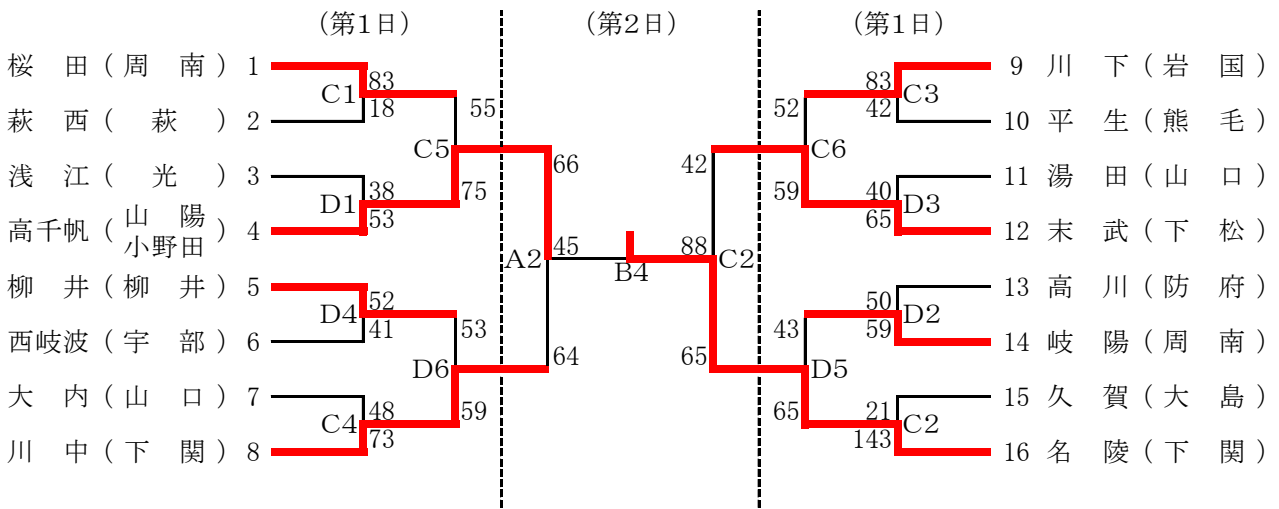 (第1日) (第2日) (第1日)
桜 田 ( 周 南 ) 1 83 83 9 川 下 ( 岩 国 )
C1 C3
18 55 52 42
萩 西 ( 萩 ) 2 10 平 生 ( 熊 毛 )
C5 C6
浅 江 ( 光 ) 3 66 42 11 湯 田 ( 山 口 )
38 75 59 40
D1 D3
53 65
高千帆 ( 山 陽 小野田 ) 4 12 末 武 ( 下 松 )
45 88
A2 B4 C2
柳 井 ( 柳 井 ) 5 13 高 川 ( 防 府 )
52 50
D4 D2
41 53 43 59
西岐波 ( 宇 部 ) 6 14 岐 陽 ( 周 南 )
64 65
D6 D5
大 内 ( 山 口 ) 7 15 久 賀 ( 大 島 )
48 59 65 21
C4 C2
73 143
川 中 ( 下 関 ) 8 16 名 陵 ( 下 関 )